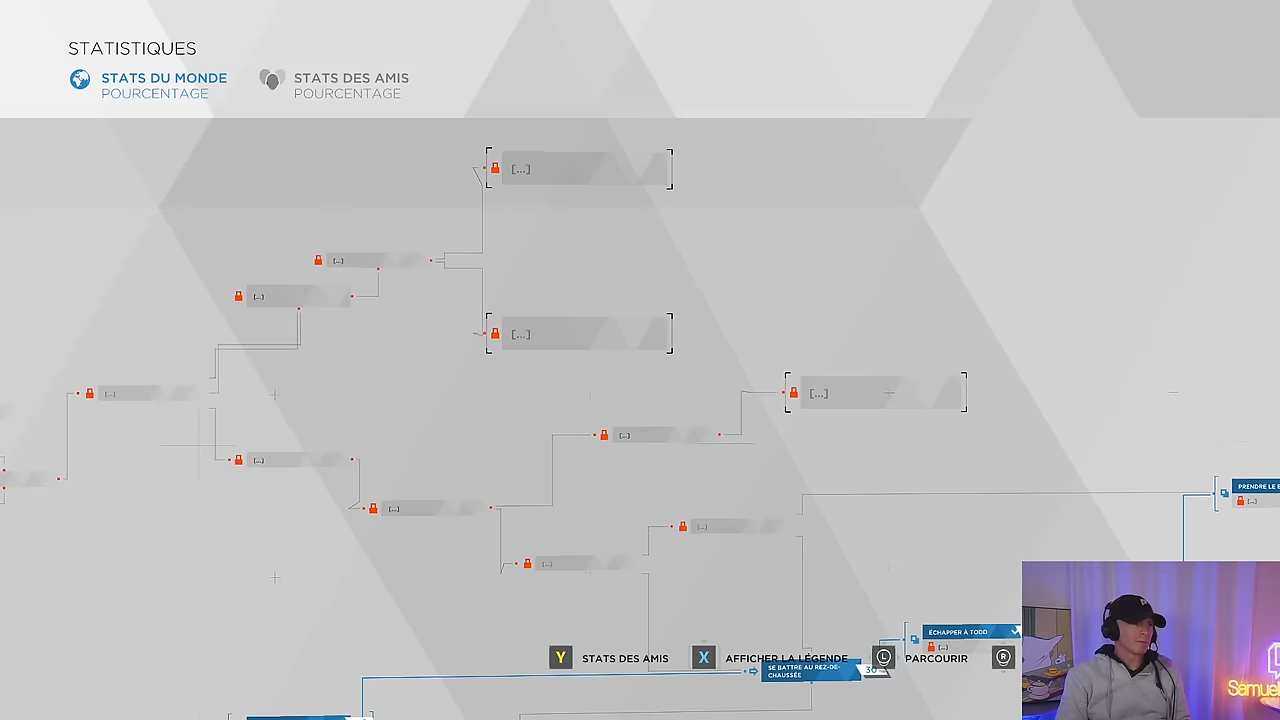 STATISTIQUES
STATS DU MONDE
POURCENTAGE
STATS DES AMIS
POURCENTAGE
[...]
[...]
[...]
[...]
[...]
[...]
[...]
[...]
[...]
[...]
PRENDRE LE
[...]
[...]
[...]
ÉCHAPPER À TODD
[...]
Y STATS DES AMIS
X AFFICHER LA LÉGENDE
L PARCOURIR
R
SE BATTRE AU REZ-DE-
CHAUSSÉE
Samuel